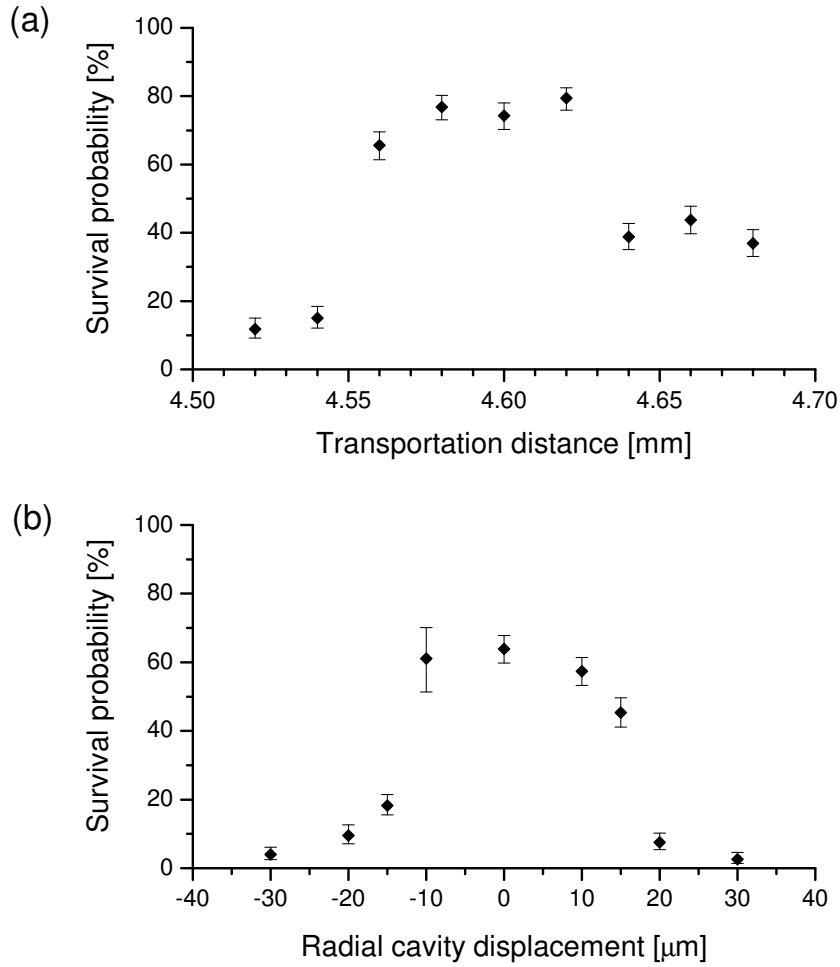 (a)
Survival probability [%]
100
80
60
40
20
0
4.50 4.55 4.60 4.65 4.70
Transportation distance [mm]
(b)
Survival probability [%]
100
80
60
40
20
0
-40 -30 -20 -10 0 10 20 30 40
Radial cavity displacement [μm]